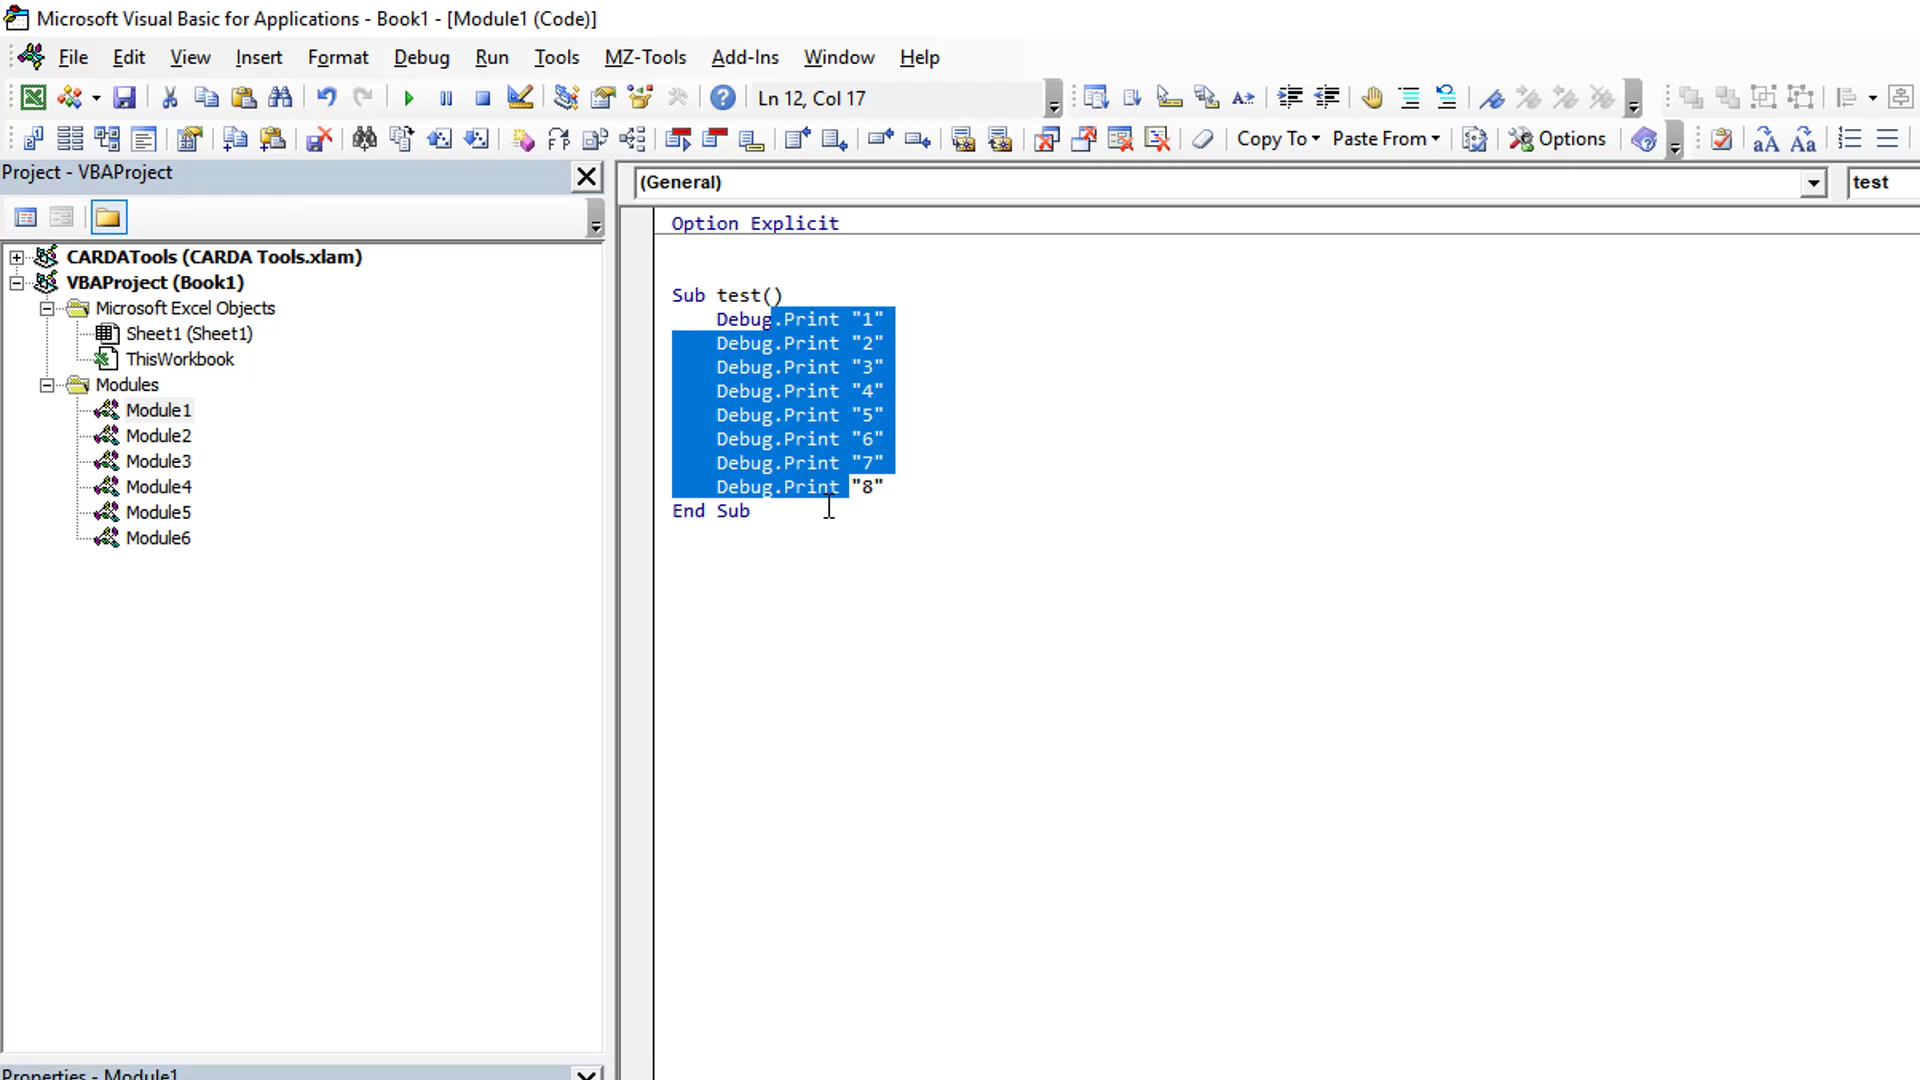 Microsoft Visual Basic for Applications - Book1 - [Module1 (Code)]
File Edit View Insert Format Debug Run Tools MZ-Tools Add-Ins Window Help
Ln 12, Col 17
Copy To Paste From Options
Project - VBAProject
(General) test
CARDATools (CARDA Tools.xlam)
VBAProject (Book1)
Microsoft Excel Objects
Sheet1 (Sheet1)
ThisWorkbook
Modules
Module1
Module2
Module3
Module4
Module5
Module6
Option Explicit
Sub test()
Debug.Print "1"
Debug.Print "2"
Debug.Print "3"
Debug.Print "4"
Debug.Print "5"
Debug.Print "6"
Debug.Print "7"
Debug.Print "8"
End Sub
Properties - Module1